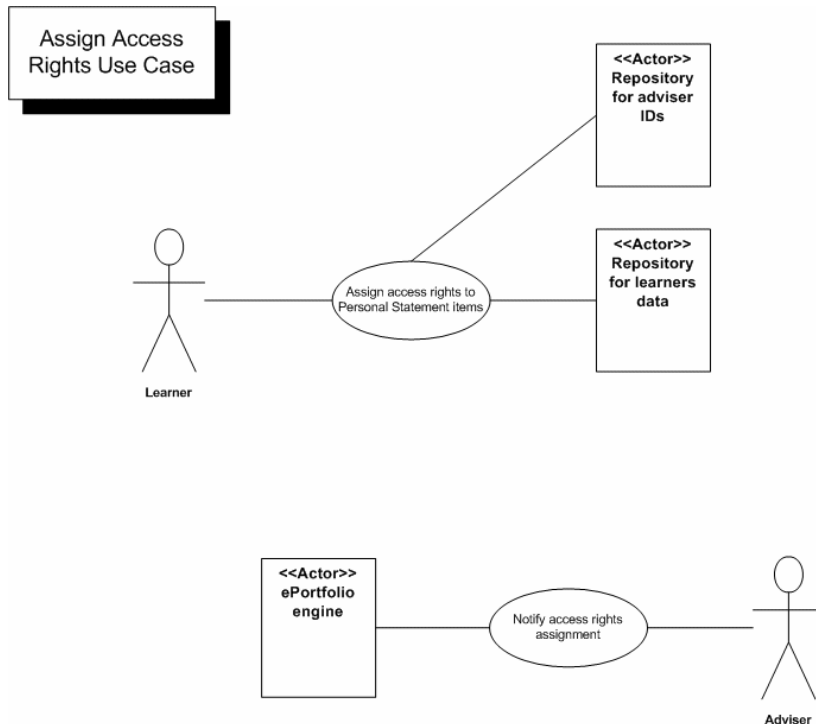 Assign Access
Rights Use Case
<<Actor>>
Repository
for adviser
IDs
<<Actor>>
Repository
for learners
data
Assign access rights to
Personal Statement items
Learner
<<Actor>>
ePortfolio
engine
Notify access rights
assignment
Adviser